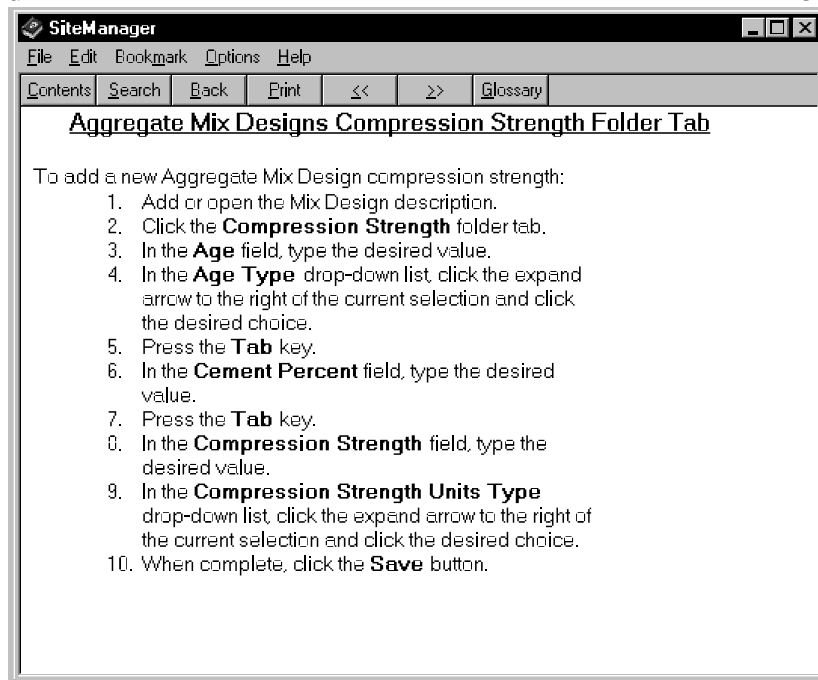 SiteManager
File Edit Bookmark Options Help
Contents Search Back Print << >> Glossary
Aggregate Mix Designs Compression Strength Folder Tab
To add a new Aggregate Mix Design compression strength:
1. Add or open the Mix Design description.
2. Click the Compression Strength folder tab.
3. In the Age field, type the desired value.
4. In the Age Type drop-down list, click the expand
arrow to the right of the current selection and click
the desired choice.
5. Press the Tab key.
6. In the Cement Percent field, type the desired
value.
7. Press the Tab key.
8. In the Compression Strength field, type the
desired value.
9. In the Compression Strength Units Type
drop-down list, click the expand arrow to the right of
the current selection and click the desired choice.
10. When complete, click the Save button.